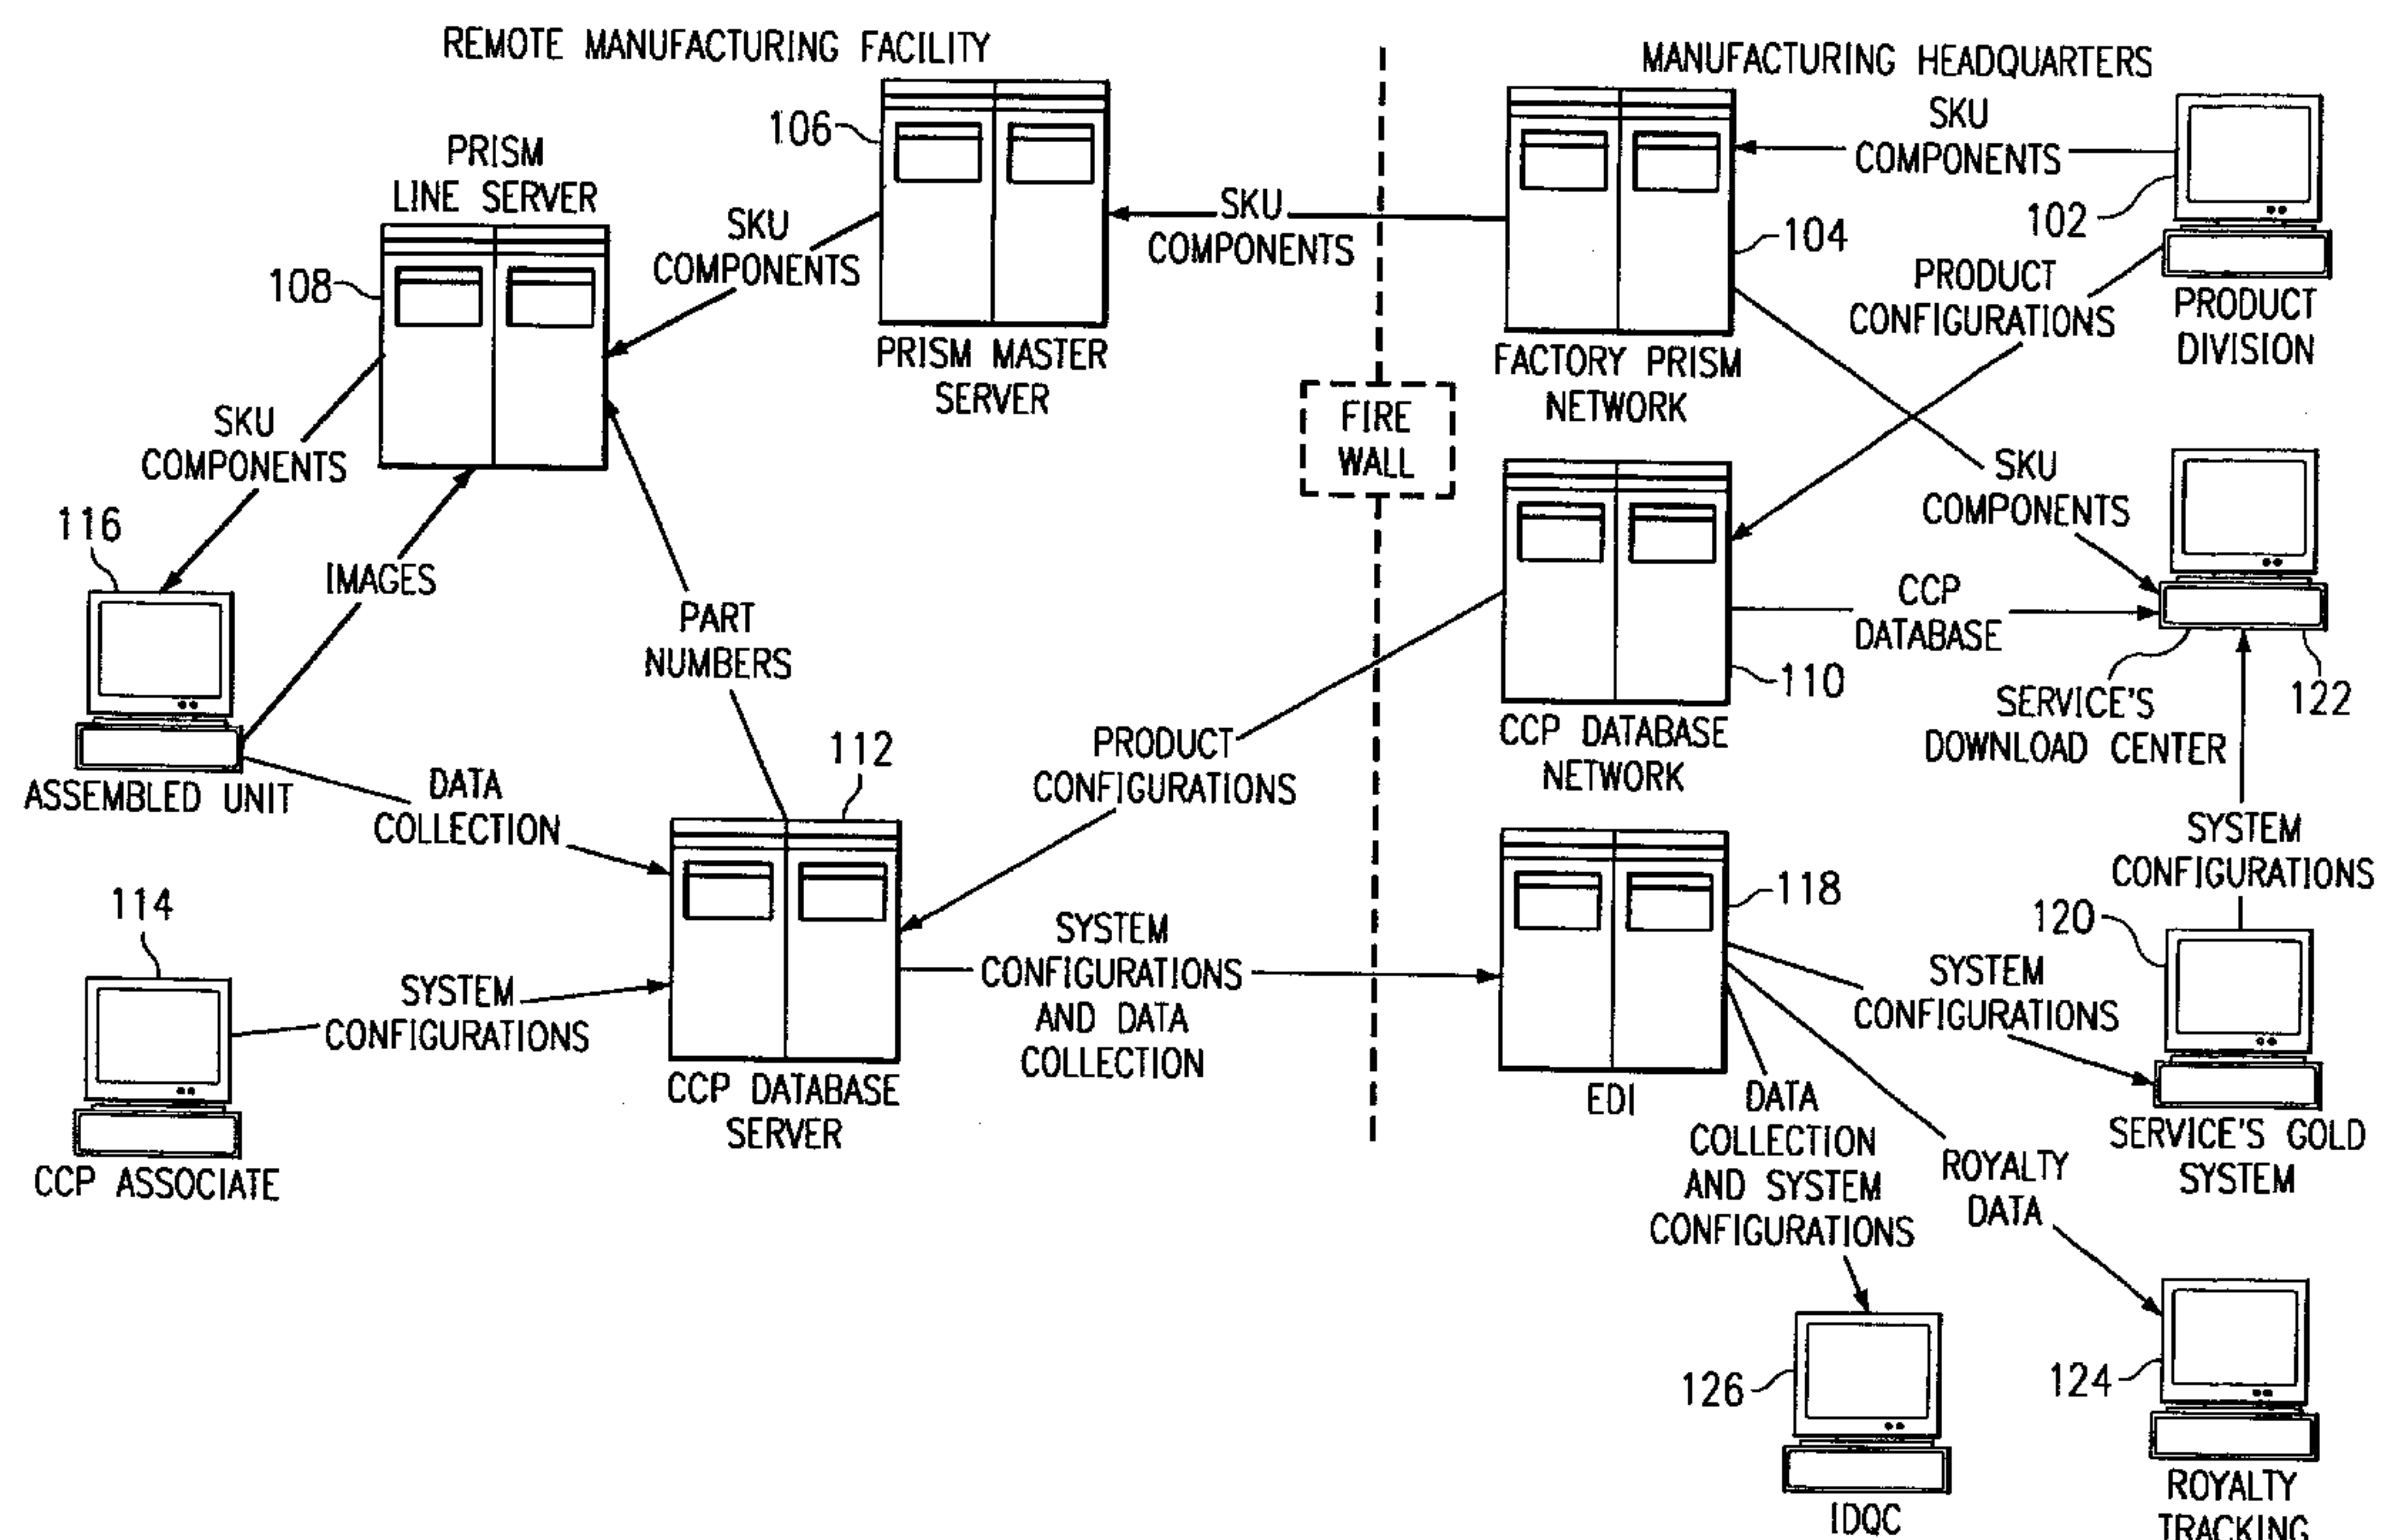 REMOTE MANUFACTURING FACILITY
MANUFACTURING HEADQUARTERS
106
PRISM
LINE SERVER
108
SKU
COMPONENTS
PRISM MASTER
SERVER
SKU
COMPONENTS
SKU
COMPONENTS
102
104
PRODUCT
CONFIGURATIONS
PRODUCT
DIVISION
FACTORY PRISM
NETWORK
FIRE
WALL
SKU
COMPONENTS
SKU
COMPONENTS
116
IMAGES
PART
NUMBERS
CCP
DATABASE
110
122
SERVICE'S
DOWNLOAD CENTER
CCP DATABASE
NETWORK
ASSEMBLED UNIT
DATA
COLLECTION
112
PRODUCT
CONFIGURATIONS
SYSTEM
CONFIGURATIONS
114
118
120
SYSTEM
CONFIGURATIONS
SYSTEM
CONFIGURATIONS
AND DATA
COLLECTION
SYSTEM
CONFIGURATIONS
CCP ASSOCIATE
CCP DATABASE
SERVER
EDI
DATA
COLLECTION
AND SYSTEM
CONFIGURATIONS
ROYALTY
DATA
SERVICE'S GOLD
SYSTEM
126
124
IDQC
ROYALTY
TRACKING